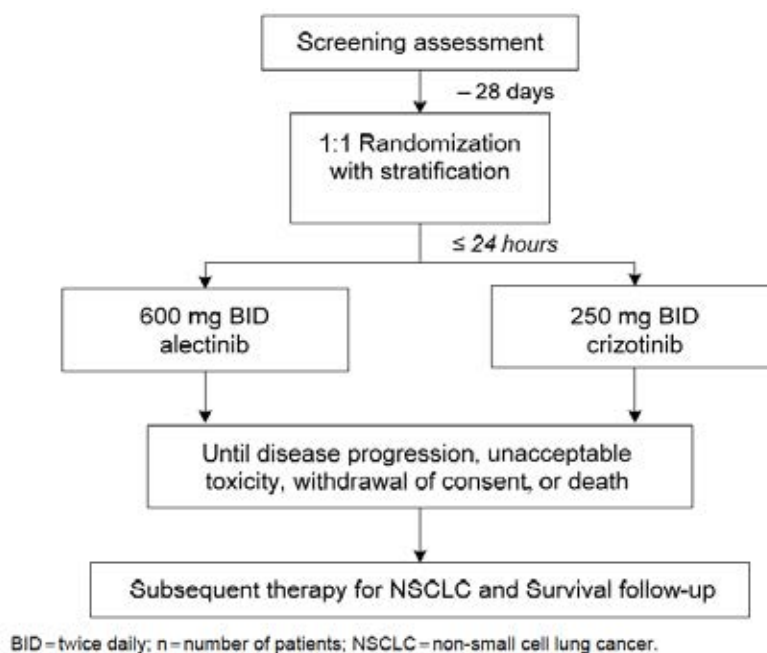 Screening assessment
– 28 days
1:1 Randomization
with stratification
≤ 24 hours
600 mg BID
alectinib
250 mg BID
crizotinib
Until disease progression, unacceptable
toxicity, withdrawal of consent, or death
Subsequent therapy for NSCLC and Survival follow-up
BID=twice daily; n=number of patients; NSCLC=non-small cell lung cancer.